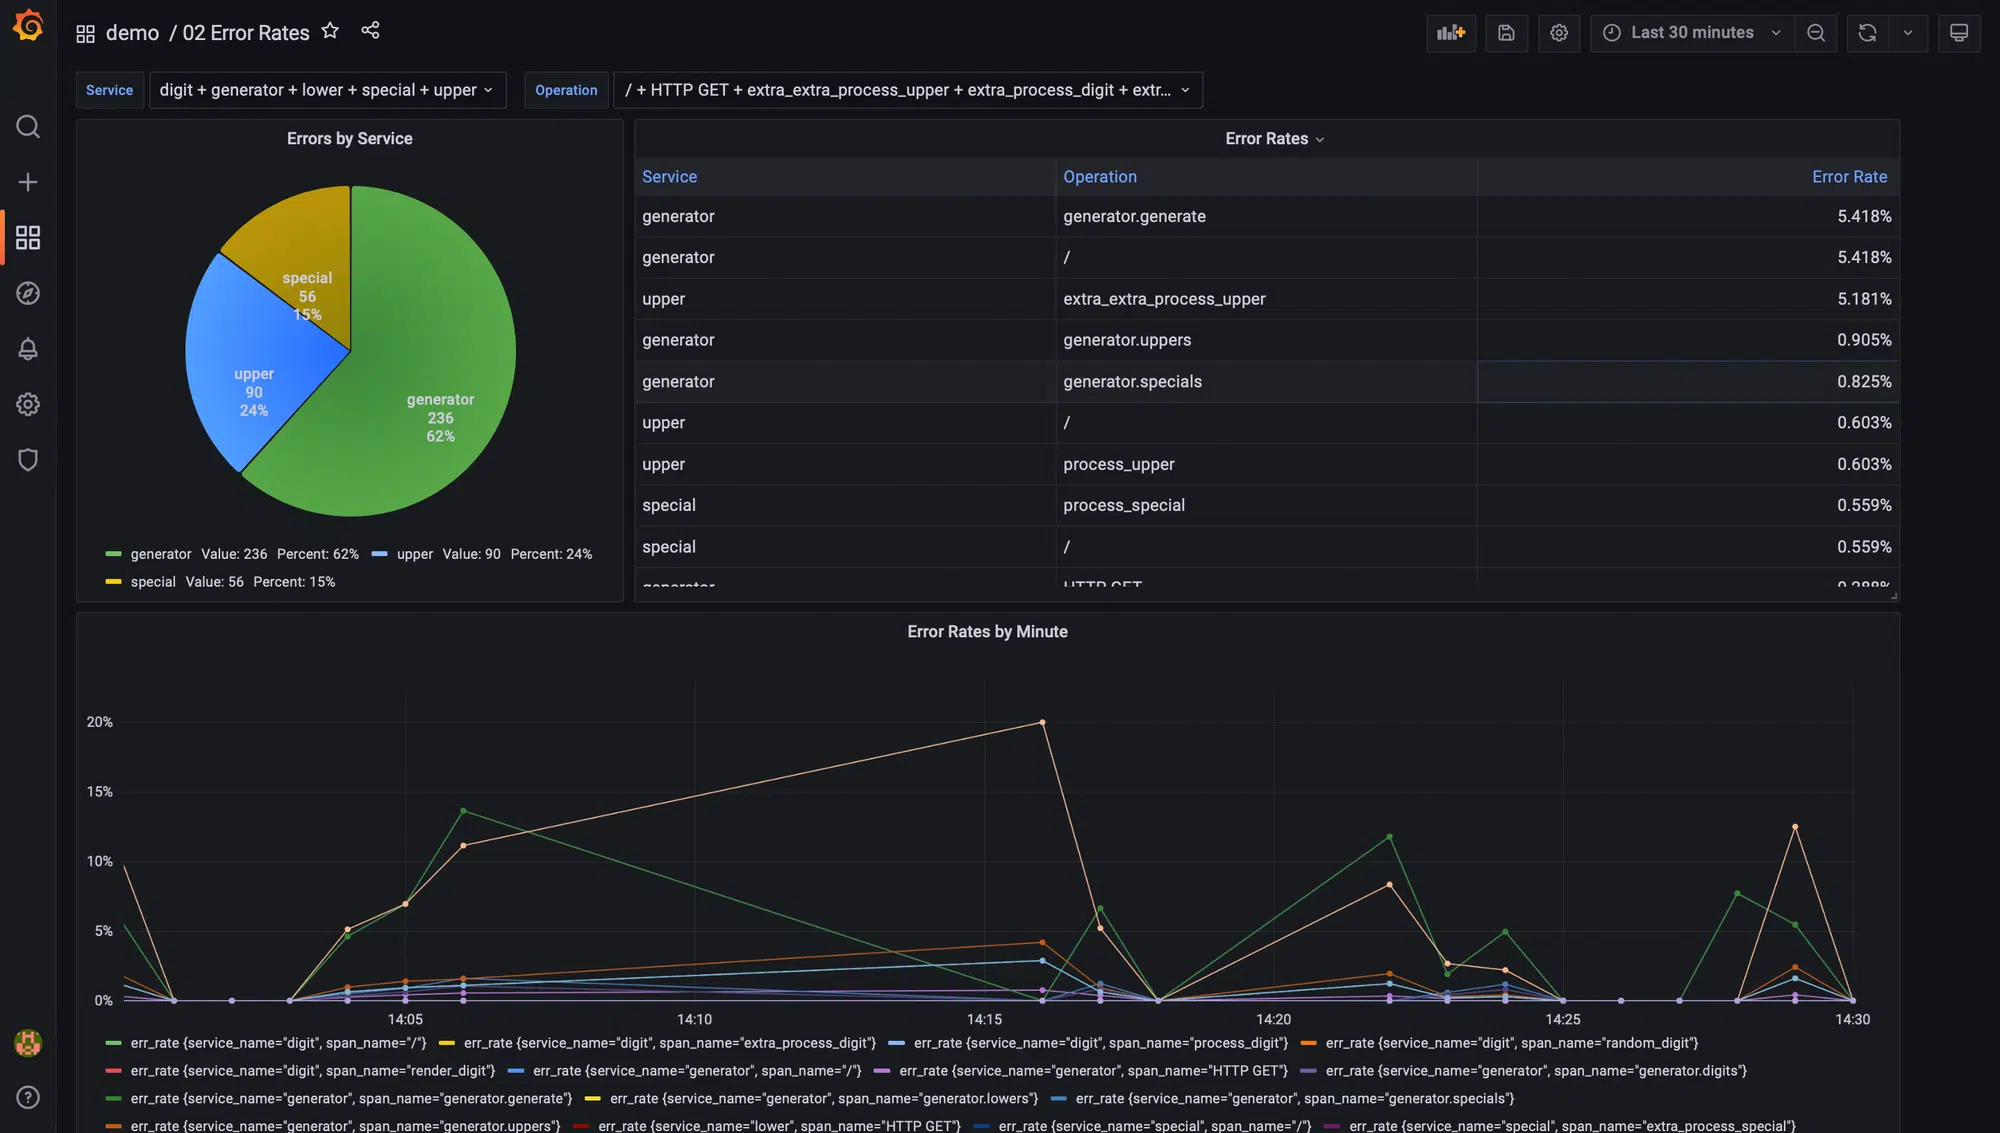 demo / 02 Error Rates
Last 30 minutes
Service digit + generator + lower + special + upper Operation / + HTTP GET + extra_extra_process_upper + extra_process_digit + extr...
Errors by Service
special
56
15%
upper
90
24%
generator
236
62%
generator Value: 236 Percent: 62% upper Value: 90 Percent: 24%
special Value: 56 Percent: 15%
Error Rates
Service Operation Error Rate
generator generator.generate 5.418%
generator / 5.418%
upper extra_extra_process_upper 5.181%
generator generator.uppers 0.905%
generator generator.specials 0.825%
upper / 0.603%
upper process_upper 0.603%
special process_special 0.559%
special / 0.559%
generator HTTP GET
Error Rates by Minute
20%
15%
10%
5%
0%
14:05 14:10 14:15 14:20 14:25 14:30
err_rate {service_name="digit", span_name="/"} err_rate {service_name="digit", span_name="extra_process_digit"} err_rate {service_name="digit", span_name="process_digit"} err_rate {service_name="digit", span_name="random_digit"}
err_rate {service_name="digit", span_name="render_digit"} err_rate {service_name="generator", span_name="/"} err_rate {service_name="generator", span_name="HTTP GET"} err_rate {service_name="generator", span_name="generator.digits"}
err_rate {service_name="generator", span_name="generator.generate"} err_rate {service_name="generator", span_name="generator.lowers"} err_rate {service_name="generator", span_name="generator.specials"}
err_rate {service_name="generator", span_name="generator.uppers"} err_rate {service_name="lower", span_name="HTTP GET"} err_rate {service_name="special", span_name="/"} err_rate {service_name="special", span_name="extra_process_special"}